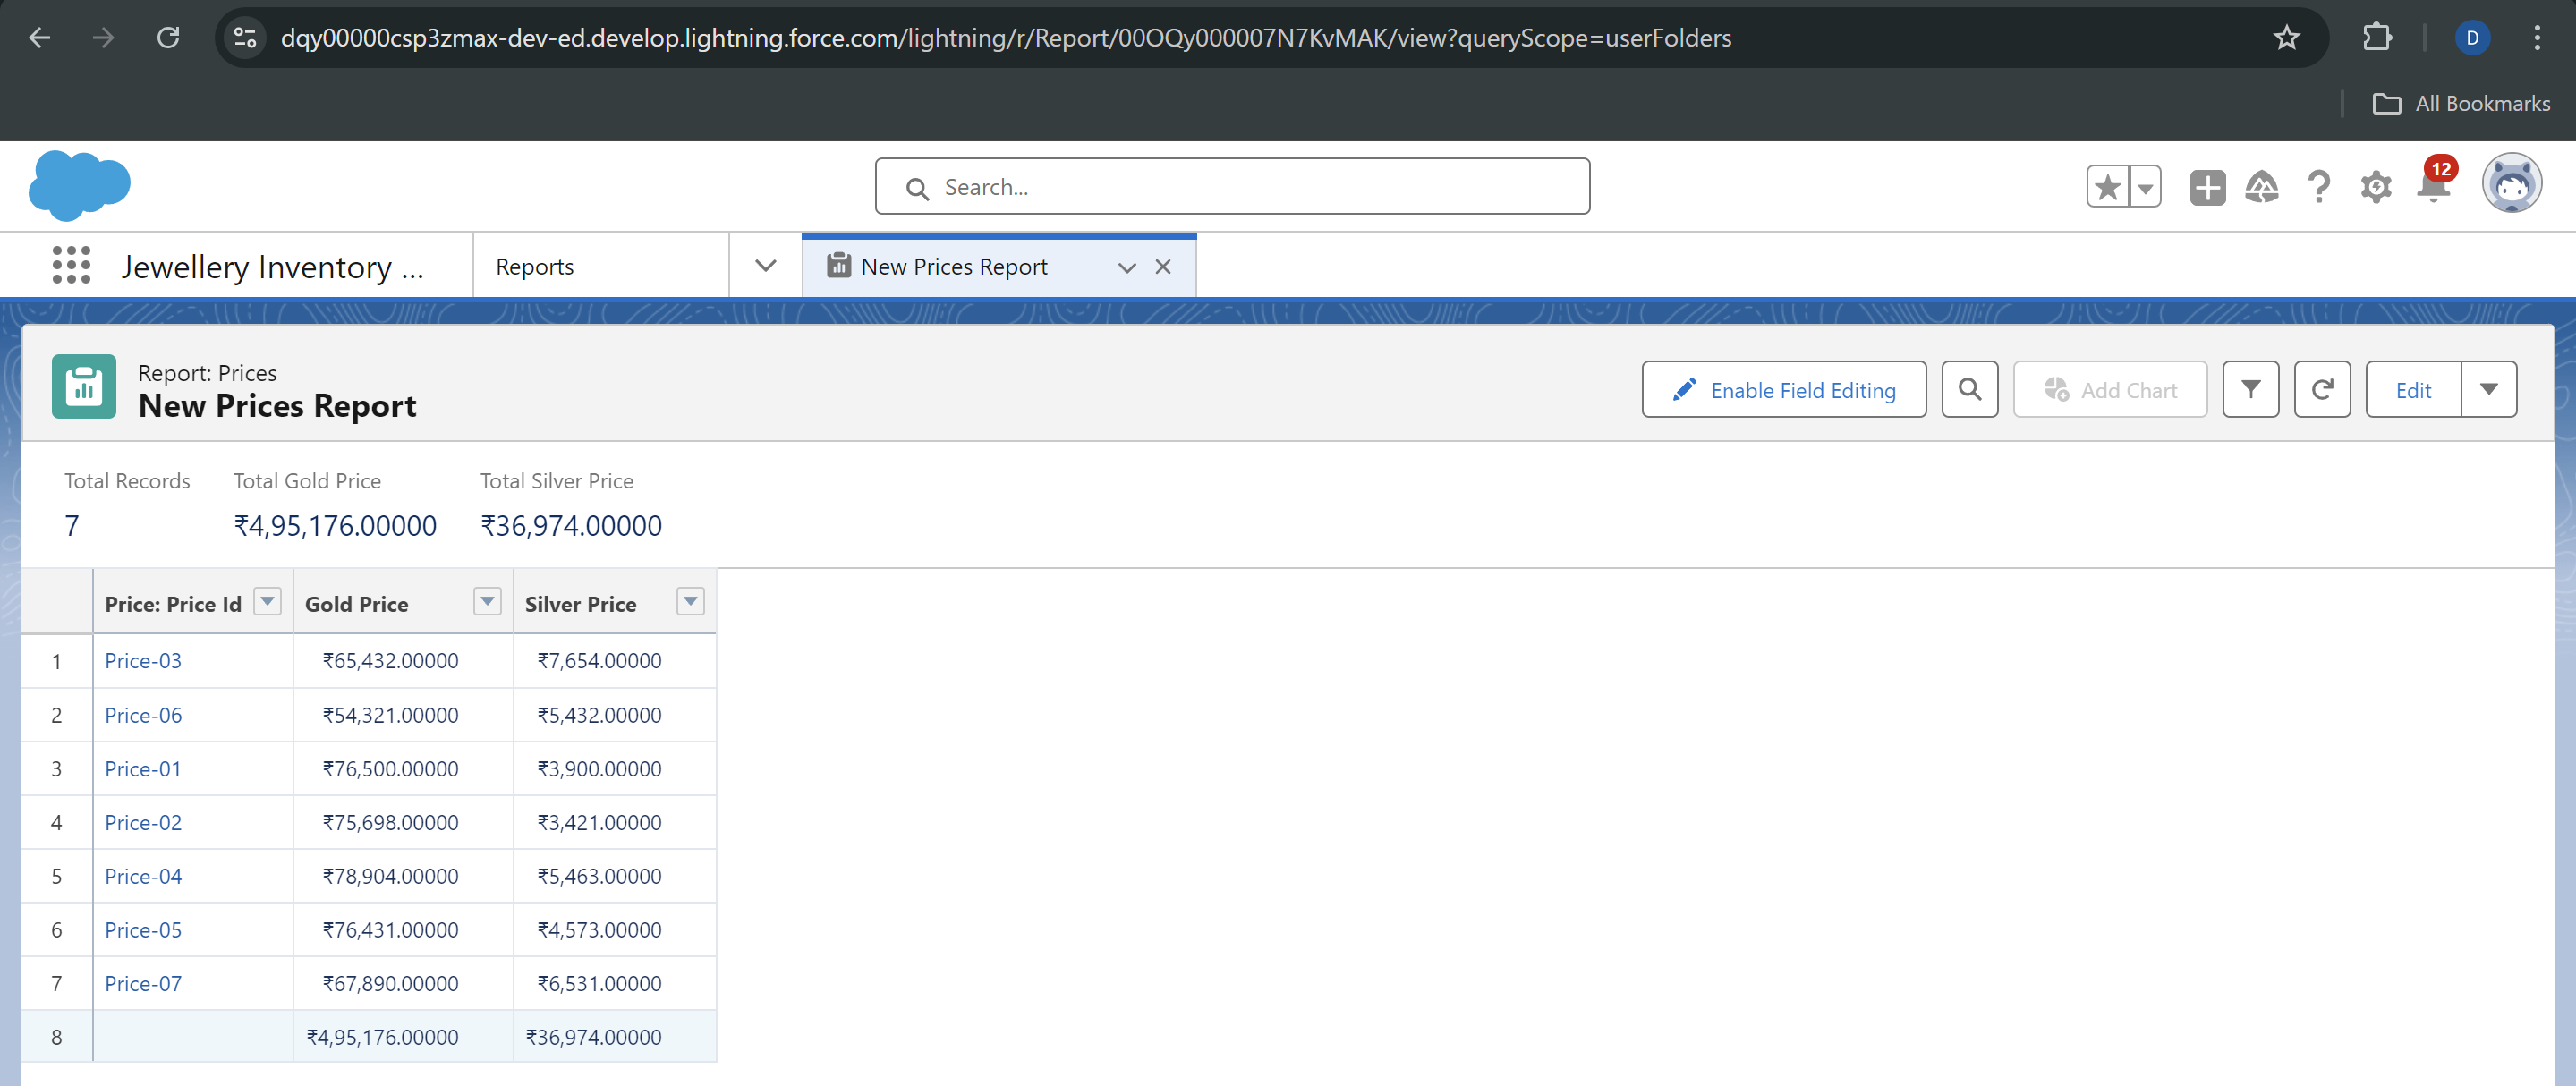 dqy00000csp3zmax-dev-ed.develop.lightning.force.com/lightning/r/Report/00OQy000007N7KvMAK/view?queryScope=userFolders
D
All Bookmarks
Search...
12
Jewellery Inventory ...
Reports
New Prices Report
Report: Prices
New Prices Report
Enable Field Editing
Add Chart
Edit
Total Records
Total Gold Price
Total Silver Price
7
₹4,95,176.00000
₹36,974.00000
Price: Price Id
Gold Price
Silver Price
1 Price-03 ₹65,432.00000 ₹7,654.00000
2 Price-06 ₹54,321.00000 ₹5,432.00000
3 Price-01 ₹76,500.00000 ₹3,900.00000
4 Price-02 ₹75,698.00000 ₹3,421.00000
5 Price-04 ₹78,904.00000 ₹5,463.00000
6 Price-05 ₹76,431.00000 ₹4,573.00000
7 Price-07 ₹67,890.00000 ₹6,531.00000
8 ₹4,95,176.00000 ₹36,974.00000